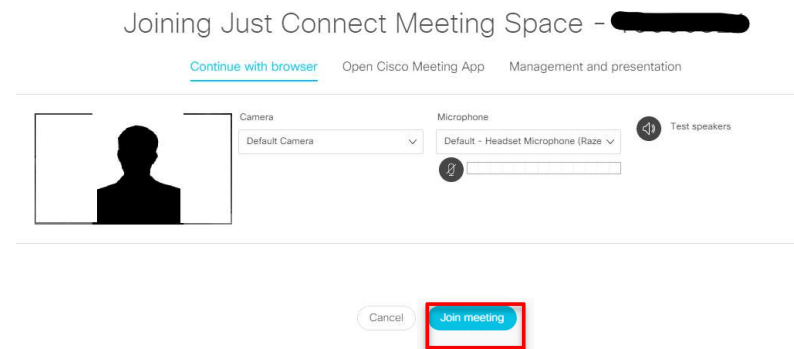 Joining Just Connect Meeting Space -
Continue with browser Open Cisco Meeting App Management and presentation
Camera Microphone
Default Camera Default - Headset Microphone (Raze Test speakers
Cancel Join meeting